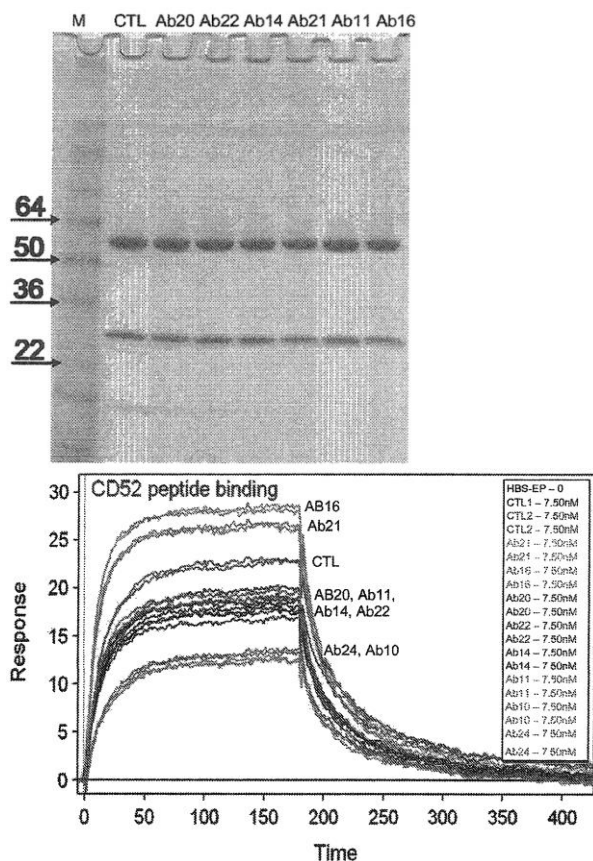 M CTL Ab20 Ab22 Ab14 Ab21 Ab11 Ab16
64
50
36
22
CD52 peptide binding
Response
30
25
20
15
10
5
0
AB16
Ab21
CTL
AB20, Ab11,
Ab14, Ab22
Ab24, Ab10
HBS-EP – 0
CTL1 – 7.50nM
CTL2 – 7.50nM
CTL2 – 7.50nM
Ab21 – 7.50nM
Ab21 – 7.50nM
Ab16 – 7.50nM
Ab16 – 7.50nM
Ab20 – 7.50nM
Ab20 – 7.50nM
Ab22 – 7.50nM
Ab22 – 7.50nM
Ab14 – 7.50nM
Ab14 – 7.50nM
Ab11 – 7.50nM
Ab11 – 7.50nM
Ab10 – 7.50nM
Ab10 – 7.50nM
Ab24 – 7.50nM
Ab24 – 7.50nM
0 50 100 150 200 250 300 350 400
Time